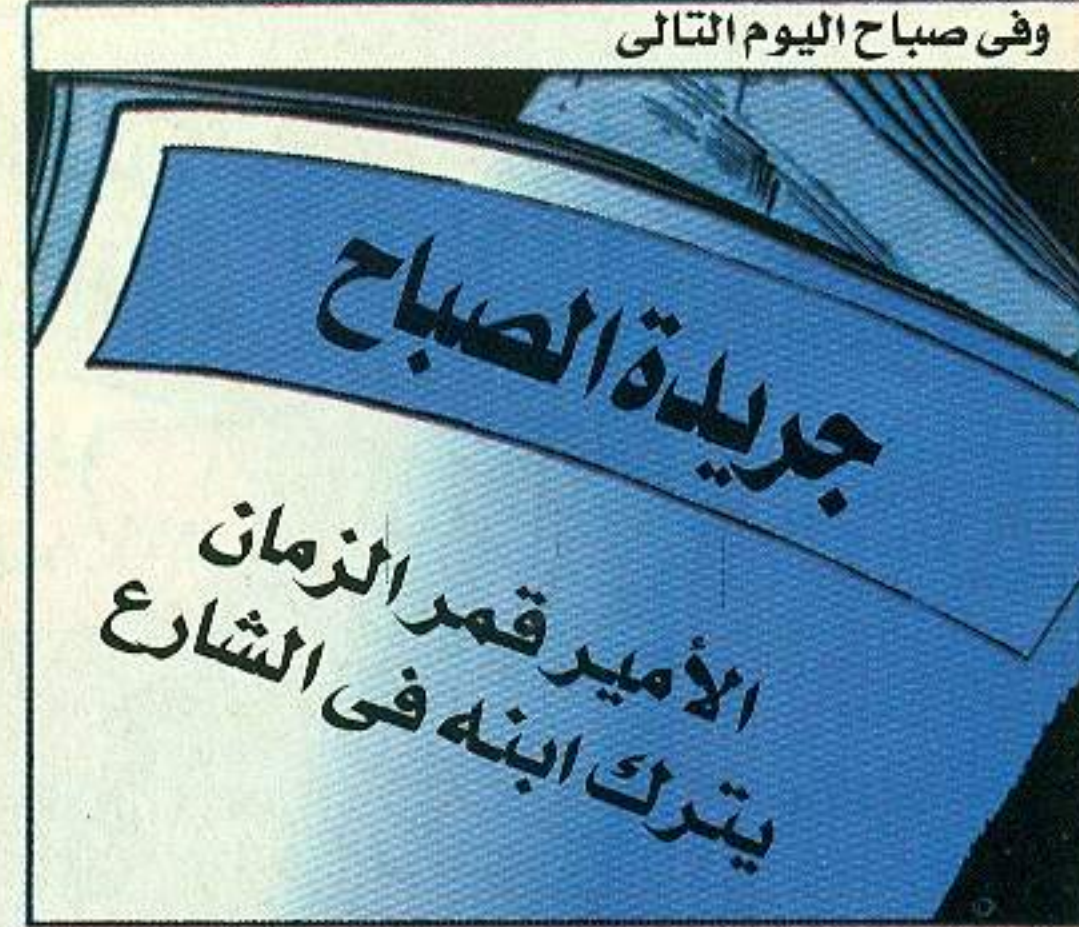 وفى صباح اليوم التالى
جريدة الصباح
الأمير قمر الزمان
يترك ابنه فى الشارع